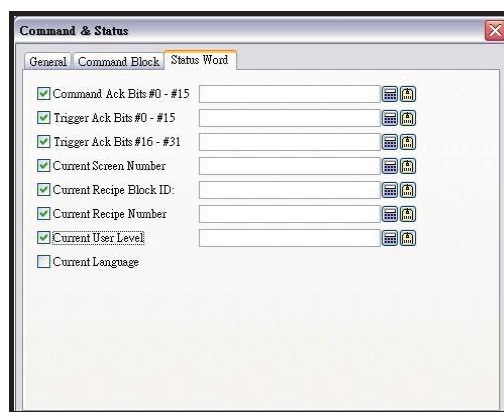 Command & Status
General Command Block Status Word
Command Ack Bits #0 - #15
Trigger Ack Bits #0 - #15
Trigger Ack Bits #16 - #31
Current Screen Number
Current Recipe Block ID:
Current Recipe Number
Current User Level
Current Language